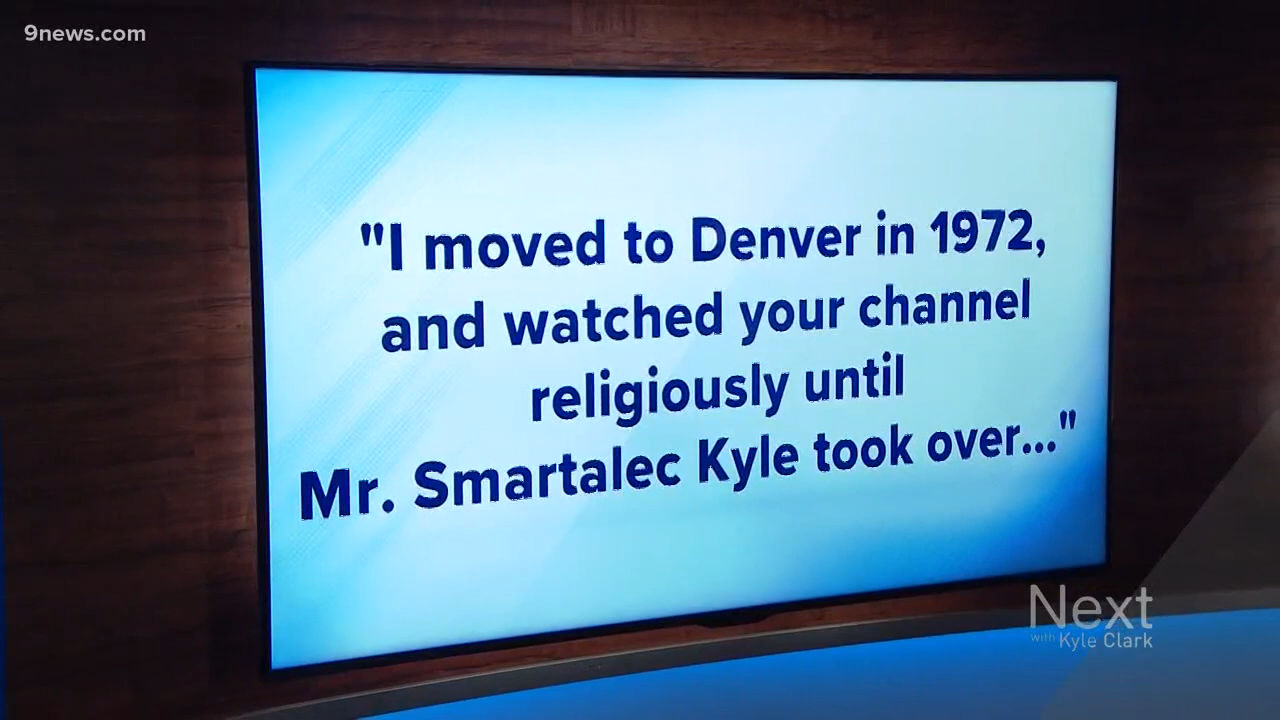 9news.com
"I moved to Denver in 1972,
and watched your channel
religiously until
Mr. Smartalec Kyle took over..."
Next
with Kyle Clark